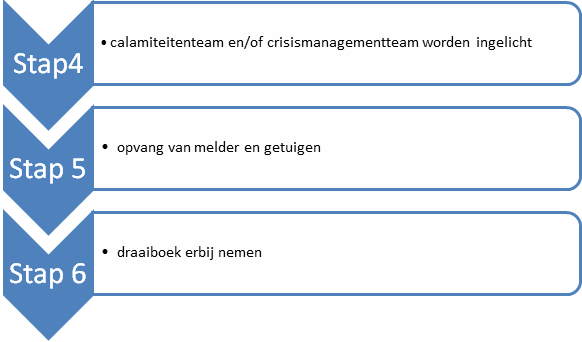 Stap4
• calamiteitenteam en/of crisismanagementteam worden ingelicht
Stap 5
• opvang van melder en getuigen
Stap 6
• draaiboek erbij nemen